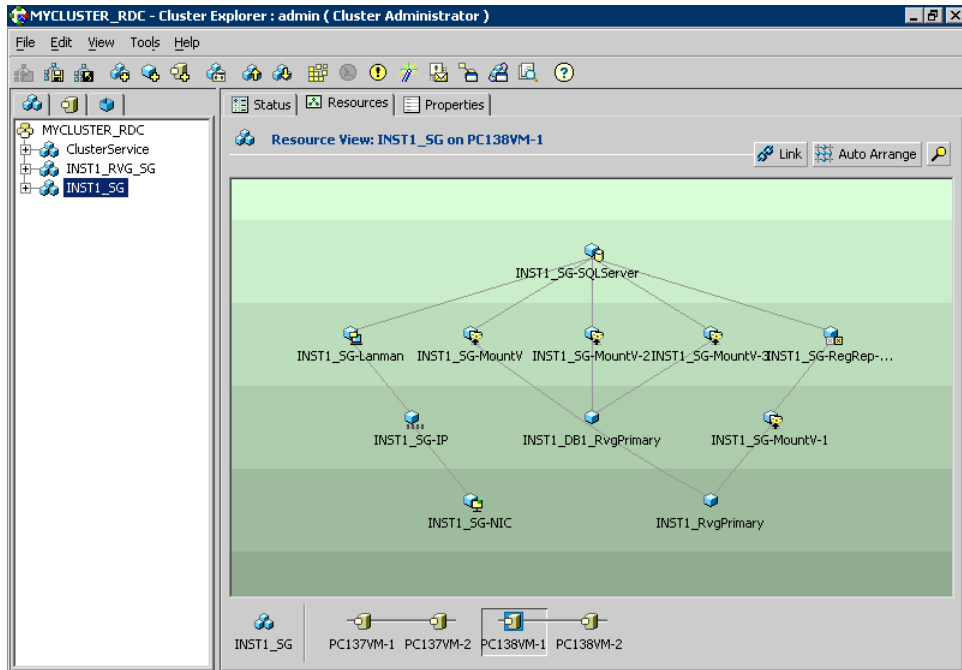 MYCLUSTER_RDC - Cluster Explorer : admin ( Cluster Administrator )
File Edit View Tools Help
Status Resources Properties
MYCLUSTER_RDC
ClusterService
INST1_RVG_SG
INST1_SG
Resource View: INST1_SG on PC138VM-1
Link Auto Arrange
INST1_SG-SQLServer
INST1_SG-Lanman INST1_SG-MountV INST1_SG-MountV-2 INST1_SG-MountV-3 INST1_SG-RegRep-...
INST1_SG-IP INST1_DB1_RvgPrimary INST1_SG-MountV-1
INST1_SG-NIC INST1_RvgPrimary
INST1_SG PC137VM-1 PC137VM-2 PC138VM-1 PC138VM-2